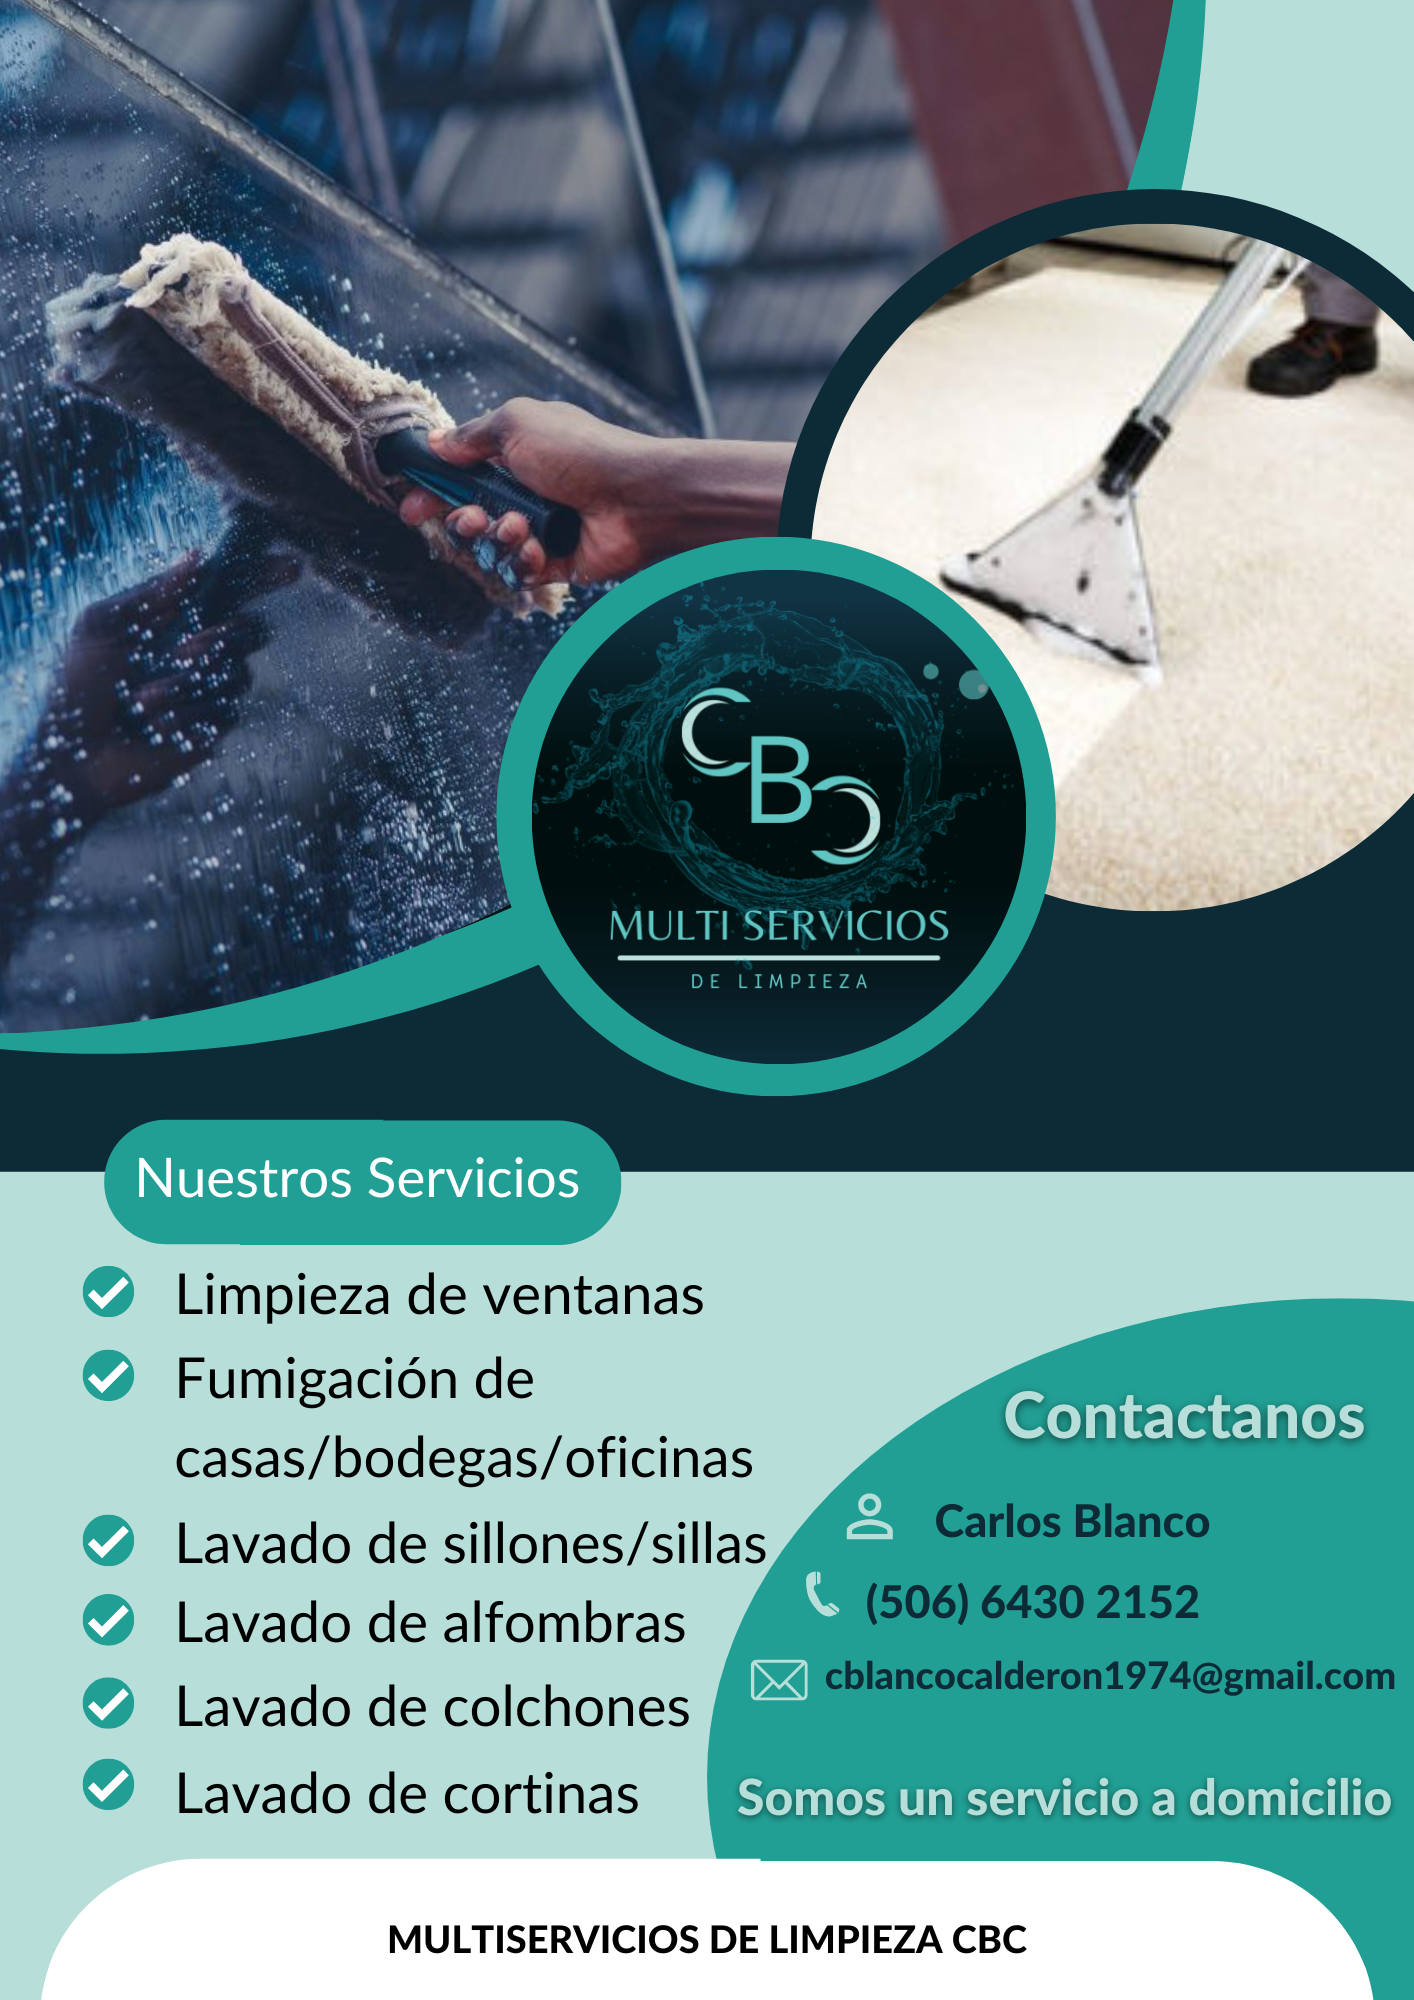 CBC
MULTI SERVICIOS
DE LIMPIEZA
Nuestros Servicios
Limpieza de ventanas
Fumigación de
casas/bodegas/oficinas
Lavado de sillones/sillas
Lavado de alfombras
Lavado de colchones
Lavado de cortinas
Contactanos
Carlos Blanco
(506) 6430 2152
cblancocalderon1974@gmail.com
Somos un servicio a domicilio
MULTISERVICIOS DE LIMPIEZA CBC